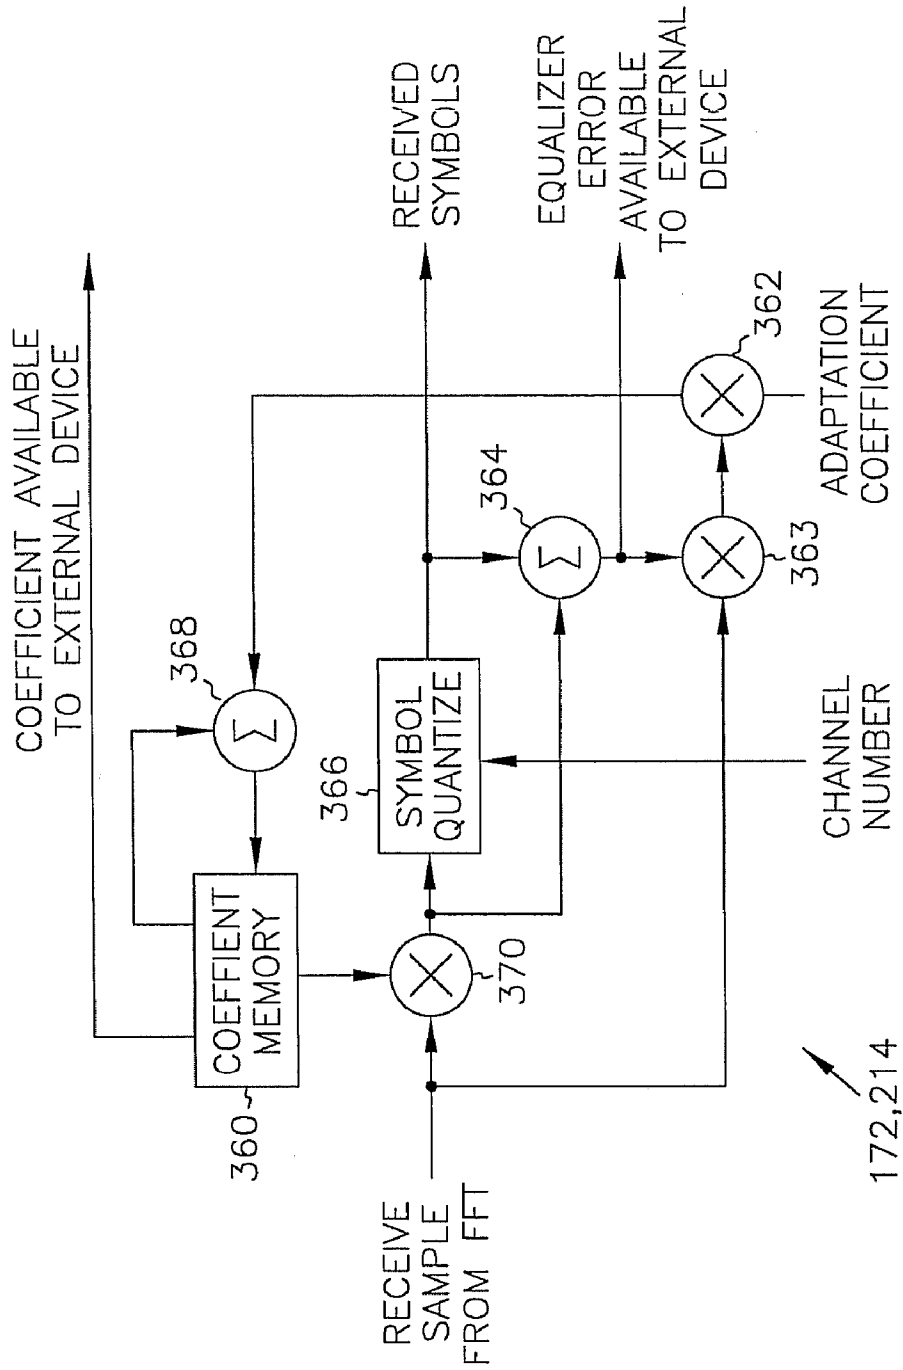 COEFFICIENT AVAILABLE
TO EXTERNAL DEVICE
368
COEFFIENT
MEMORY
360
RECEIVED
SYMBOLS
366
SYMBOL
QUANTIZE
370
RECEIVE
SAMPLE
FROM FFT
364
EQUALIZER
ERROR
AVAILABLE
TO EXTERNAL
DEVICE
362
363
ADAPTATION
COEFFICIENT
CHANNEL
NUMBER
172,214